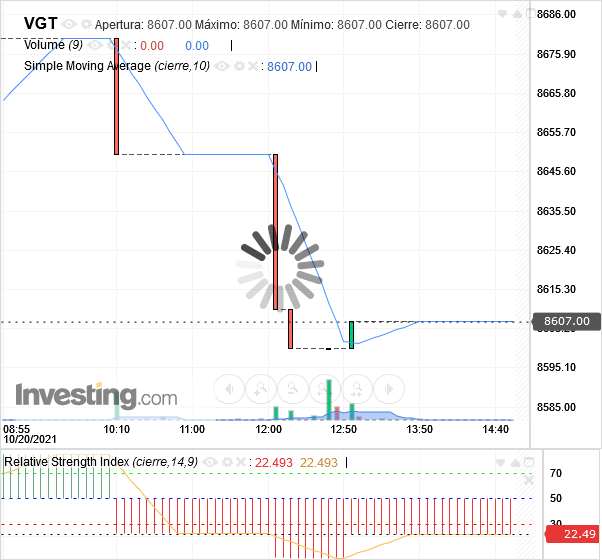 VGT Apertura: 8607.00 Máximo: 8607.00 Mínimo: 8607.00 Cierre: 8607.00
Volume (9) : 0.00 0.00
Simple Moving Average (cierre,10) : 8607.00
8686.00
8675.90
8665.80
8655.70
8645.60
8635.50
8625.40
8615.30
8607.00
8595.10
8585.00
Investing.com
08:55 10:10 11:00 12:00 12:50 13:50 14:40
10/20/2021
Relative Strength Index (cierre,14,9) : 22.493 22.493
70
50
30
22.49